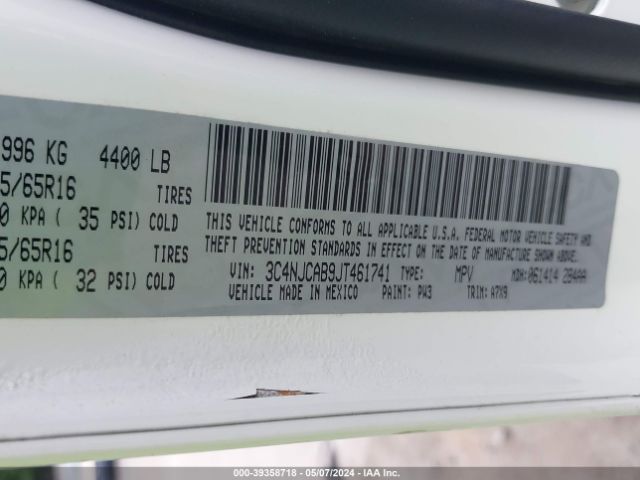 996 KG 4400 LB
5/65R16 TIRES
0 KPA ( 35 PSI) COLD
5/65R16 TIRES
0 KPA ( 32 PSI) COLD
THIS VEHICLE CONFORMS TO ALL APPLICABLE U.S.A. FEDERAL MOTOR VEHICLE SAFETY AND
THEFT PREVENTION STANDARDS IN EFFECT ON THE DATE OF MANUFACTURE SHOWN ABOVE.
VIN: 3C4NJCAB9JT461741 TYPE: MPV MDH:061414 284AA
VEHICLE MADE IN MEXICO PAINT: PW3 TRIM: A7X9
000-39358718 - 05/07/2024 - IAA Inc.